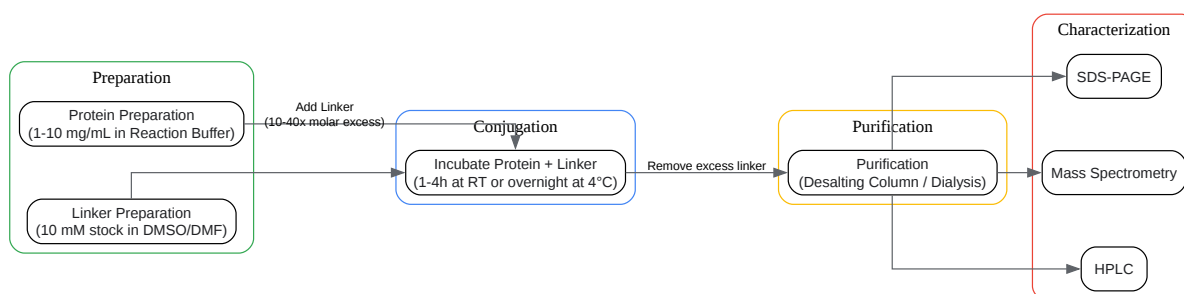 Preparation
Protein Preparation
(1-10 mg/mL in Reaction Buffer)
Linker Preparation
(10 mM stock in DMSO/DMF)
Add Linker
(10-40x molar excess)
Conjugation
Incubate Protein + Linker
(1-4h at RT or overnight at 4°C)
Remove excess linker
Purification
Purification
(Desalting Column / Dialysis)
Characterization
SDS-PAGE
Mass Spectrometry
HPLC